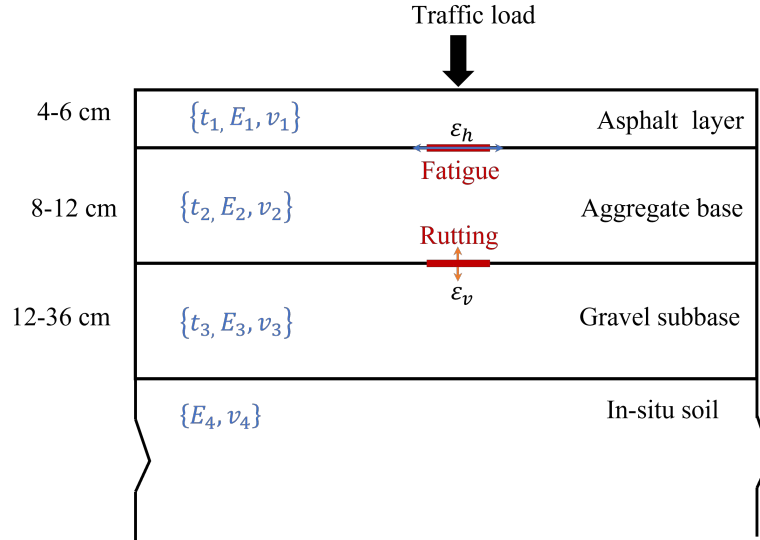 Traffic load
4-6 cm
{t₁, E₁, v₁}
Asphalt layer
εₕ
Fatigue
8-12 cm
{t₂, E₂, v₂}
Aggregate base
Rutting
εᵥ
12-36 cm
{t₃, E₃, v₃}
Gravel subbase
{E₄, v₄}
In-situ soil